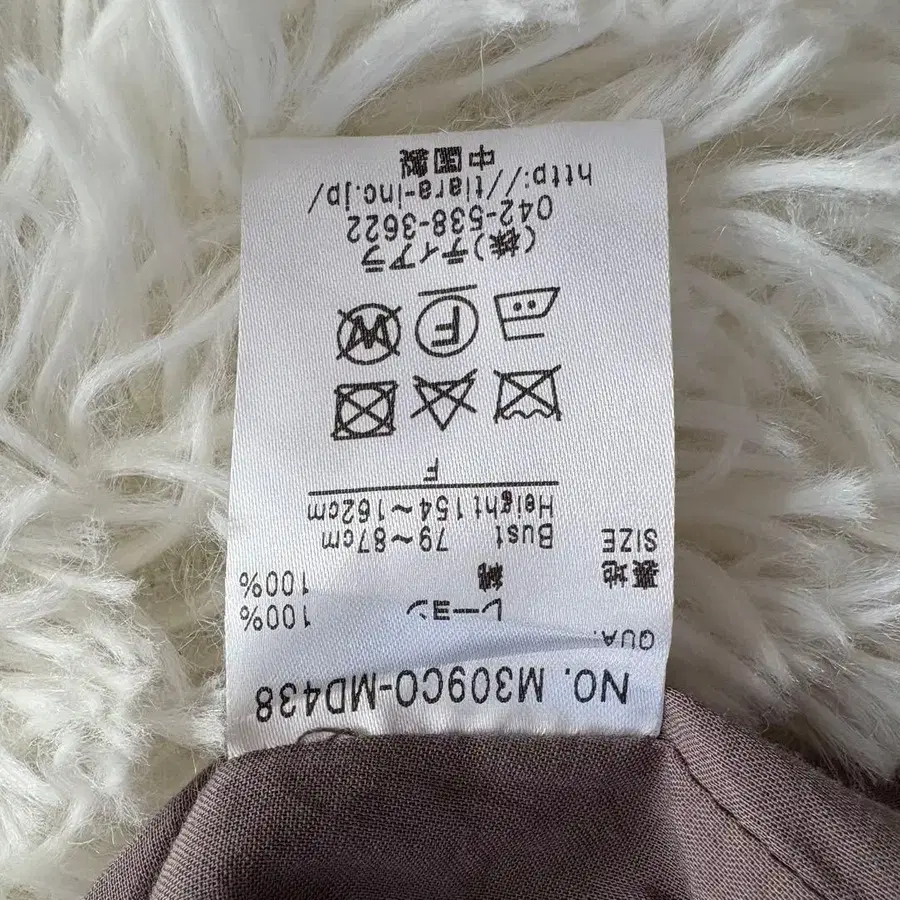 NO. M309CO-MD438
QUA. レーヨン 100%
裏地 綿 100%
SIZE Bust 79~87cm
Height 154~162cm
F
F W
(株)ティアラ
042-538-3622
http://tiara-inc.jp/
中国製